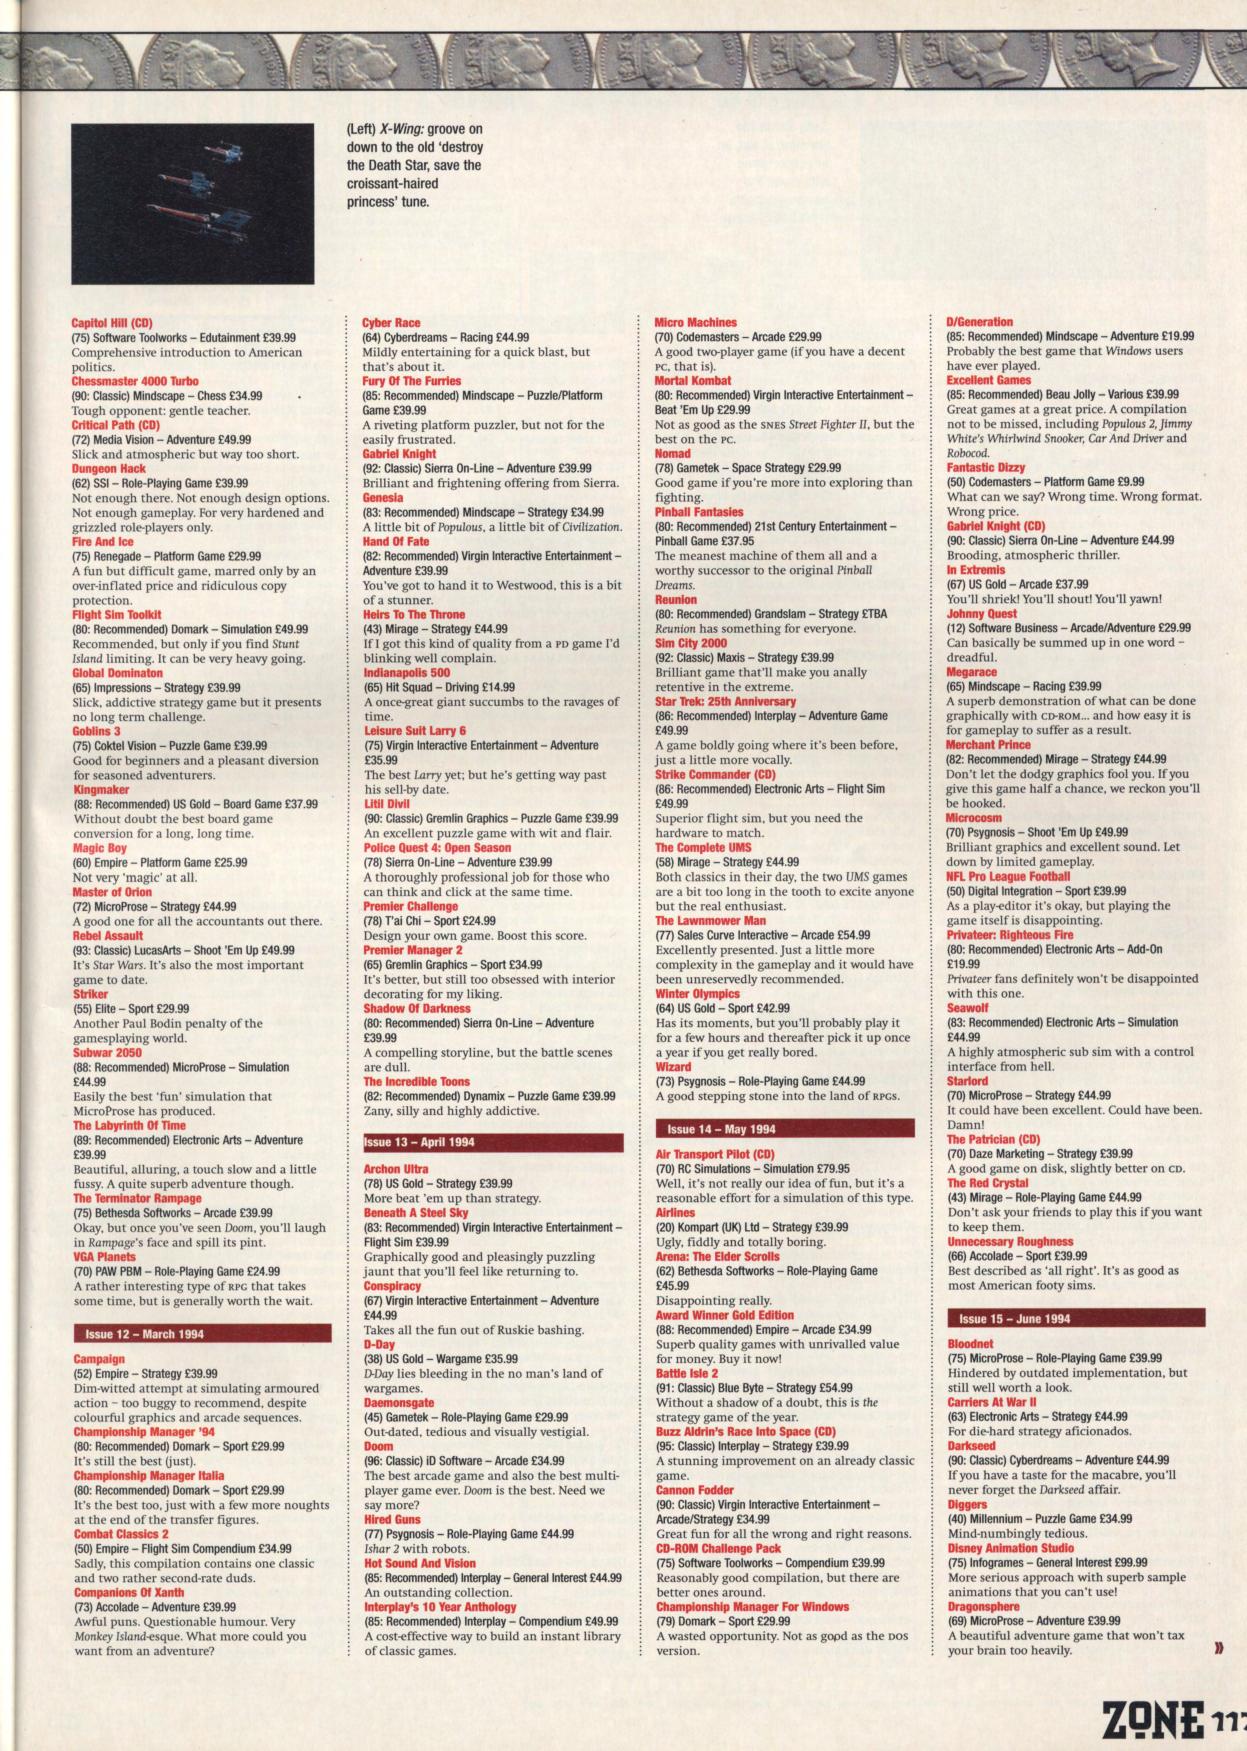 (Left) X-Wing: groove on
down to the old ‘destroy
the Death Star, save the
croissant-haired
princess’ tune.
Capitol Hill (CD)
(75) Software Toolworks – Edutainment £39.99
Comprehensive introduction to American
politics.
Chessmaster 4000 Turbo
(90: Classic) Mindscape – Chess £34.99
Tough opponent: gentle teacher.
Critical Path (CD)
(72) Media Vision – Adventure £49.99
Slick and atmospheric but way too short.
Dungeon Hack
(62) SSI – Role-Playing Game £39.99
Not enough there. Not enough design options.
Not enough gameplay. For very hardened and
grizzled role-players only.
Fire And Ice
(75) Renegade – Platform Game £29.99
A fun but difficult game, marred only by an
over-inflated price and ridiculous copy
protection.
Flight Sim Toolkit
(80: Recommended) Domark – Simulation £49.99
Recommended, but only if you find Stunt
Island limiting. It can be very heavy going.
Global Dominaton
(65) Impressions – Strategy £39.99
Slick, addictive strategy game but it presents
no long term challenge.
Goblins 3
(75) Coktel Vision – Puzzle Game £39.99
Good for beginners and a pleasant diversion
for seasoned adventurers.
Kingmaker
(88: Recommended) US Gold – Board Game £37.99
Without doubt the best board game
conversion for a long, long time.
Magic Boy
(60) Empire – Platform Game £25.99
Not very ‘magic’ at all.
Master of Orion
(72) MicroProse – Strategy £44.99
A good one for all the accountants out there.
Rebel Assault
(93: Classic) LucasArts – Shoot ’Em Up £49.99
It’s Star Wars. It’s also the most important
game to date.
Striker
(55) Elite – Sport £29.99
Another Paul Bodin penalty of the
gamesplaying world.
Subwar 2050
(88: Recommended) MicroProse – Simulation
£44.99
Easily the best ‘fun’ simulation that
MicroProse has produced.
The Labyrinth Of Time
(89: Recommended) Electronic Arts – Adventure
£39.99
Beautiful, alluring, a touch slow and a little
fussy. A quite superb adventure though.
The Terminator Rampage
(75) Bethesda Softworks – Arcade £39.99
Okay, but once you’ve seen Doom, you’ll laugh
in Rampage’s face and spill its pint.
VGA Planets
(70) PAW PBM – Role-Playing Game £24.99
A rather interesting type of RPG that takes
some time, but is generally worth the wait.
Issue 12 – March 1994
Campaign
(52) Empire – Strategy £39.99
Dim-witted attempt at simulating armoured
action – too buggy to recommend, despite
colourful graphics and arcade sequences.
Championship Manager ’94
(80: Recommended) Domark – Sport £29.99
It’s still the best (just).
Championship Manager Italia
(80: Recommended) Domark – Sport £29.99
It’s the best too, just with a few more noughts
at the end of the transfer figures.
Combat Classics 2
(50) Empire – Flight Sim Compendium £34.99
Sadly, this compilation contains one classic
and two rather second-rate duds.
Companions Of Xanth
(73) Accolade – Adventure £39.99
Awful puns. Questionable humour. Very
Monkey Island-esque. What more could you
want from an adventure?
Cyber Race
(64) Cyberdreams – Racing £44.99
Mildly entertaining for a quick blast, but
that’s about it.
Fury Of The Furries
(85: Recommended) Mindscape – Puzzle/Platform
Game £39.99
A riveting platform puzzler, but not for the
easily frustrated.
Gabriel Knight
(92: Classic) Sierra On-Line – Adventure £39.99
Brilliant and frightening offering from Sierra.
Genesia
(83: Recommended) Mindscape – Strategy £34.99
A little bit of Populous, a little bit of Civilization.
Hand Of Fate
(82: Recommended) Virgin Interactive Entertainment –
Adventure £39.99
You’ve got to hand it to Westwood, this is a bit
of a stunner.
Heirs To The Throne
(43) Mirage – Strategy £44.99
If I got this kind of quality from a PD game I’d
blinking well complain.
Indianapolis 500
(65) Hit Squad – Driving £14.99
A once-great giant succumbs to the ravages of
time.
Leisure Suit Larry 6
(75) Virgin Interactive Entertainment – Adventure
£35.99
The best Larry yet; but he’s getting way past
his sell-by date.
Litil Divil
(90: Classic) Gremlin Graphics – Puzzle Game £39.99
An excellent puzzle game with wit and flair.
Police Quest 4: Open Season
(78) Sierra On-Line – Adventure £39.99
A thoroughly professional job for those who
can think and click at the same time.
Premier Challenge
(78) T’ai Chi – Sport £24.99
Design your own game. Boost this score.
Premier Manager 2
(65) Gremlin Graphics – Sport £34.99
It’s better, but still too obsessed with interior
decorating for my liking.
Shadow Of Darkness
(80: Recommended) Sierra On-Line – Adventure
£39.99
A compelling storyline, but the battle scenes
are dull.
The Incredible Toons
(82: Recommended) Dynamix – Puzzle Game £39.99
Zany, silly and highly addictive.
Issue 13 – April 1994
Archon Ultra
(78) US Gold – Strategy £39.99
More beat ’em up than strategy.
Beneath A Steel Sky
(83: Recommended) Virgin Interactive Entertainment –
Flight Sim £39.99
Graphically good and pleasingly puzzling
jaunt that you’ll feel like returning to.
Conspiracy
(67) Virgin Interactive Entertainment – Adventure
£44.99
Takes all the fun out of Ruskie bashing.
D-Day
(38) US Gold – Wargame £35.99
D-Day lies bleeding in the no man’s land of
wargames.
Daemonsgate
(45) Gametek – Role-Playing Game £29.99
Out-dated, tedious and visually vestigial.
Doom
(96: Classic) iD Software – Arcade £34.99
The best arcade game and also the best multi-
player game ever. Doom is the best. Need we
say more?
Hired Guns
(77) Psygnosis – Role-Playing Game £44.99
Ishar 2 with robots.
Hot Sound And Vision
(85: Recommended) Interplay – General Interest £44.99
An outstanding collection.
Interplay’s 10 Year Anthology
(85: Recommended) Interplay – Compendium £49.99
A cost-effective way to build an instant library
of classic games.
Micro Machines
(70) Codemasters – Arcade £29.99
A good two-player game (if you have a decent
PC, that is).
Mortal Kombat
(80: Recommended) Virgin Interactive Entertainment –
Beat ’Em Up £29.99
Not as good as the SNES Street Fighter II, but the
best on the PC.
Nomad
(78) Gametek – Space Strategy £29.99
Good game if you’re more into exploring than
fighting.
Pinball Fantasies
(80: Recommended) 21st Century Entertainment –
Pinball Game £37.95
The meanest machine of them all and a
worthy successor to the original Pinball
Dreams.
Reunion
(80: Recommended) Grandslam – Strategy £TBA
Reunion has something for everyone.
Sim City 2000
(92: Classic) Maxis – Strategy £39.99
Brilliant game that’ll make you anally
retentive in the extreme.
Star Trek: 25th Anniversary
(86: Recommended) Interplay – Adventure Game
£49.99
A game boldly going where it’s been before,
just a little more vocally.
Strike Commander (CD)
(86: Recommended) Electronic Arts – Flight Sim
£49.99
Superior flight sim, but you need the
hardware to match.
The Complete UMS
(58) Mirage – Strategy £44.99
Both classics in their day, the two UMS games
are a bit too long in the tooth to excite anyone
but the real enthusiast.
The Lawnmower Man
(77) Sales Curve Interactive – Arcade £54.99
Excellently presented. Just a little more
complexity in the gameplay and it would have
been unreservedly recommended.
Winter Olympics
(64) US Gold – Sport £42.99
Has its moments, but you’ll probably play it
for a few hours and thereafter pick it up once
a year if you get really bored.
Wizard
(73) Psygnosis – Role-Playing Game £44.99
A good stepping stone into the land of RPGs.
Issue 14 – May 1994
Air Transport Pilot (CD)
(70) RC Simulations – Simulation £79.95
Well, it’s not really our idea of fun, but it’s a
reasonable effort for a simulation of this type.
Airlines
(20) Kompart (UK) Ltd – Strategy £39.99
Ugly, fiddly and totally boring.
Arena: The Elder Scrolls
(62) Bethesda Softworks – Role-Playing Game
£45.99
Disappointing really.
Award Winner Gold Edition
(88: Recommended) Empire – Arcade £34.99
Superb quality games with unrivalled value
for money. Buy it now!
Battle Isle 2
(91: Classic) Blue Byte – Strategy £54.99
Without a shadow of a doubt, this is the
strategy game of the year.
Buzz Aldrin’s Race Into Space (CD)
(95: Classic) Interplay – Strategy £39.99
A stunning improvement on an already classic
game.
Cannon Fodder
(90: Classic) Virgin Interactive Entertainment –
Arcade/Strategy £34.99
Great fun for all the wrong and right reasons.
CD-ROM Challenge Pack
(75) Software Toolworks – Compendium £39.99
Reasonably good compilation, but there are
better ones around.
Championship Manager For Windows
(79) Domark – Sport £29.99
A wasted opportunity. Not as good as the DOS
version.
D/Generation
(85: Recommended) Mindscape – Adventure £19.99
Probably the best game that Windows users
have ever played.
Excellent Games
(85: Recommended) Beau Jolly – Various £39.99
Great games at a great price. A compilation
not to be missed, including Populous 2, Jimmy
White’s Whirlwind Snooker, Car And Driver and
Robocod.
Fantastic Dizzy
(50) Codemasters – Platform Game £9.99
What can we say? Wrong time. Wrong format.
Wrong price.
Gabriel Knight (CD)
(90: Classic) Sierra On-Line – Adventure £44.99
Brooding, atmospheric thriller.
In Extremis
(67) US Gold – Arcade £37.99
You’ll shriek! You’ll shout! You’ll yawn!
Johnny Quest
(12) Software Business – Arcade/Adventure £29.99
Can basically be summed up in one word –
dreadful.
Megarace
(65) Mindscape – Racing £39.99
A superb demonstration of what can be done
graphically with CD-ROM... and how easy it is
for gameplay to suffer as a result.
Merchant Prince
(82: Recommended) Mirage – Strategy £44.99
Don’t let the dodgy graphics fool you. If you
give this game half a chance, we reckon you’ll
be hooked.
Microcosm
(70) Psygnosis – Shoot ’Em Up £49.99
Brilliant graphics and excellent sound. Let
down by limited gameplay.
NFL Pro League Football
(50) Digital Integration – Sport £39.99
As a play-editor it’s okay, but playing the
game itself is disappointing.
Privateer: Righteous Fire
(80: Recommended) Electronic Arts – Add-On
£19.99
Privateer fans definitely won’t be disappointed
with this one.
Seawolf
(83: Recommended) Electronic Arts – Simulation
£44.99
A highly atmospheric sub sim with a control
interface from hell.
Starlord
(70) MicroProse – Strategy £44.99
It could have been excellent. Could have been.
Damn!
The Patrician (CD)
(70) Daze Marketing – Strategy £39.99
A good game on disk, slightly better on CD.
The Red Crystal
(43) Mirage – Role-Playing Game £44.99
Don’t ask your friends to play this if you want
to keep them.
Unnecessary Roughness
(66) Accolade – Sport £39.99
Best described as ‘all right’. It’s as good as
most American footy sims.
Issue 15 – June 1994
Bloodnet
(75) MicroProse – Role-Playing Game £39.99
Hindered by outdated implementation, but
still well worth a look.
Carriers At War II
(63) Electronic Arts – Strategy £44.99
For die-hard strategy aficionados.
Darkseed
(90: Classic) Cyberdreams – Adventure £44.99
If you have a taste for the macabre, you’ll
never forget the Darkseed affair.
Diggers
(40) Millennium – Puzzle Game £34.99
Mind-numbingly tedious.
Disney Animation Studio
(75) Infogrames – General Interest £99.99
More serious approach with superb sample
animations that you can’t use!
Dragonsphere
(69) MicroProse – Adventure £39.99
A beautiful adventure game that won’t tax
your brain too heavily.
»
ZONE 117